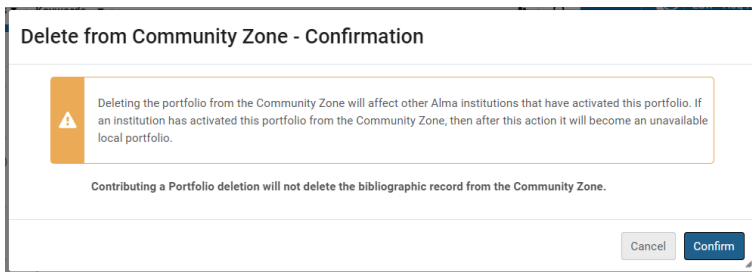 Delete from Community Zone - Confirmation
Deleting the portfolio from the Community Zone will affect other Alma institutions that have activated this portfolio. If
an institution has activated this portfolio from the Community Zone, then after this action it will become an unavailable
local portfolio.
Contributing a Portfolio deletion will not delete the bibliographic record from the Community Zone.
Cancel
Confirm